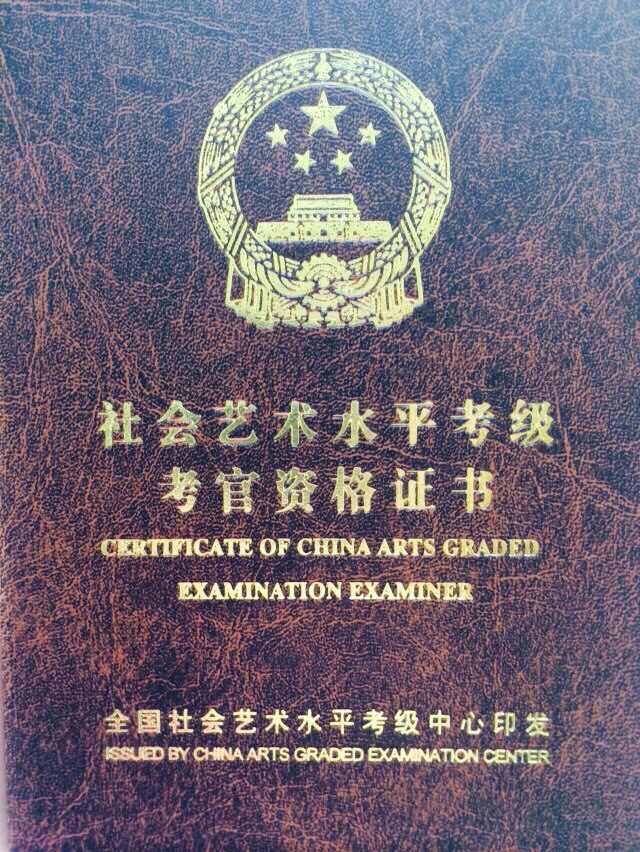 社会艺术水平考级
考官资格证书
CERTIFICATE OF CHINA ARTS GRADED
EXAMINATION EXAMINER
全国社会艺术水平考级中心印发
ISSUED BY CHINA ARTS GRADED EXAMINATION CENTER